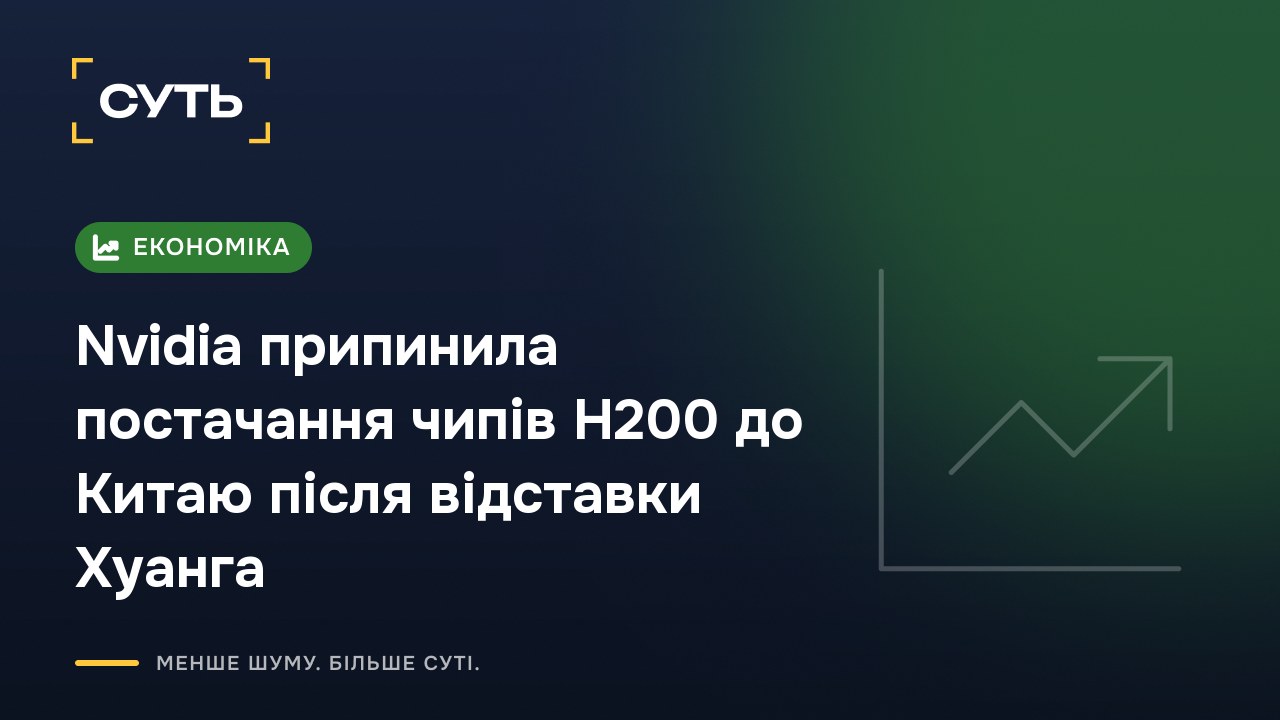 СУТЬ
ЕКОНОМІКА
Nvidia припинила
постачання чипів H200 до
Китаю після відставки
Хуанга
МЕНШЕ ШУМУ. БІЛЬШЕ СУТІ.